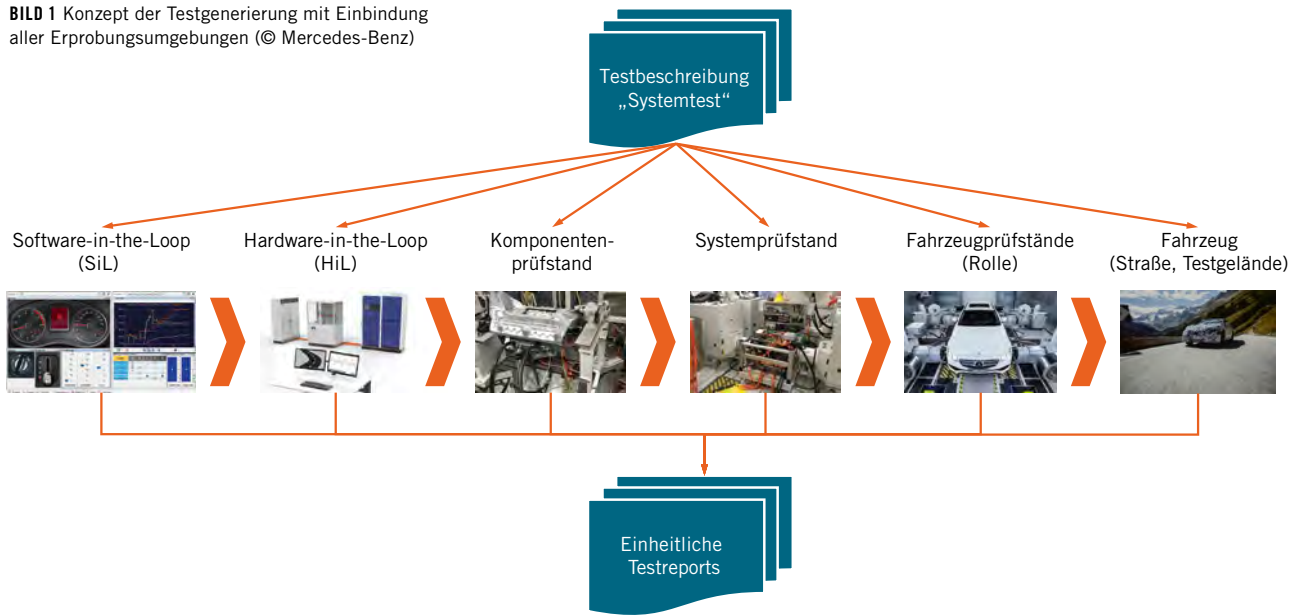 BILD 1 Konzept der Testgenerierung mit Einbindung
aller Erprobungsumgebungen (© Mercedes-Benz)
Testbeschreibung
„Systemtest“
Software-in-the-Loop
(SiL)
Hardware-in-the-Loop
(HiL)
Komponenten-
prüfstand
Systemprüfstand
Fahrzeugprüfstände
(Rolle)
Fahrzeug
(Straße, Testgelände)
Einheitliche
Testreports